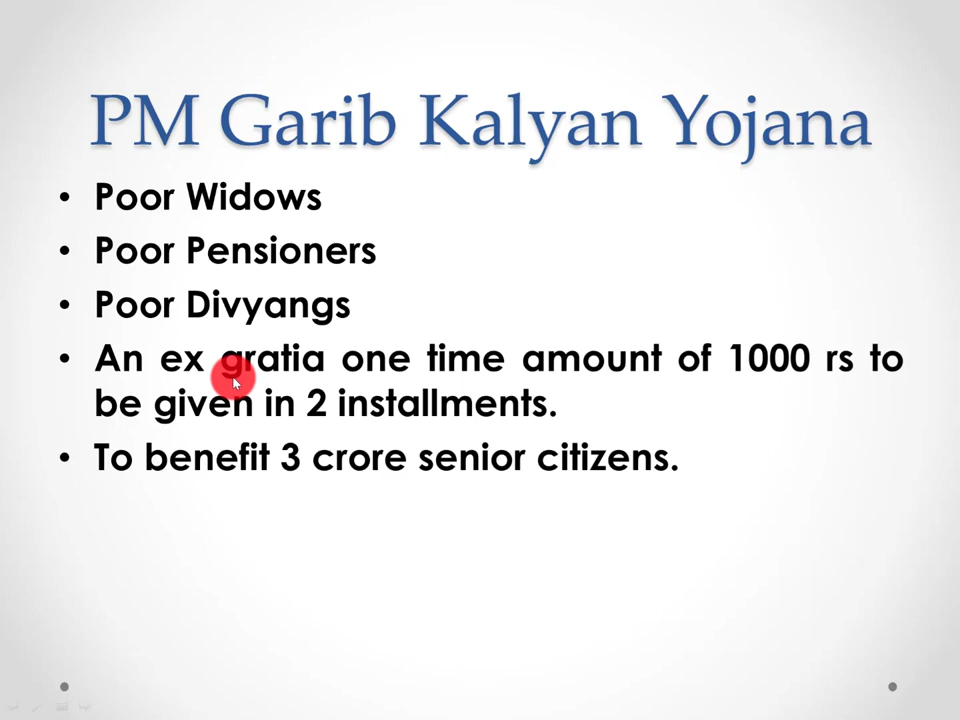 PM Garib Kalyan Yojana
• Poor Widows
• Poor Pensioners
• Poor Divyangs
• An ex gratia one time amount of 1000 rs to
be given in 2 installments.
• To benefit 3 crore senior citizens.